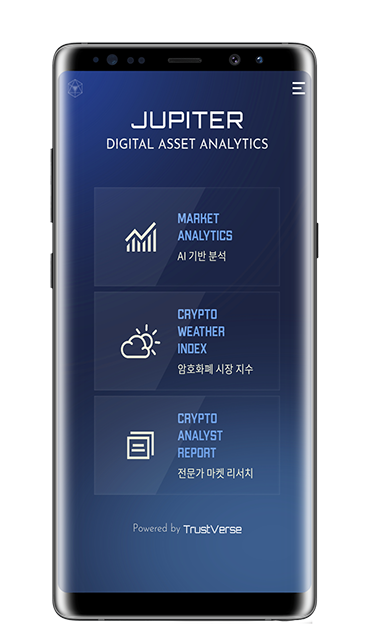 JUPITER
DIGITAL ASSET ANALYTICS
MARKET
ANALYTICS
AI 기반 분석
CRYPTO
WEATHER
INDEX
암호화폐 시장 지수
CRYPTO
ANALYST
REPORT
전문가 마켓 리서치
Powered by TrustVerse